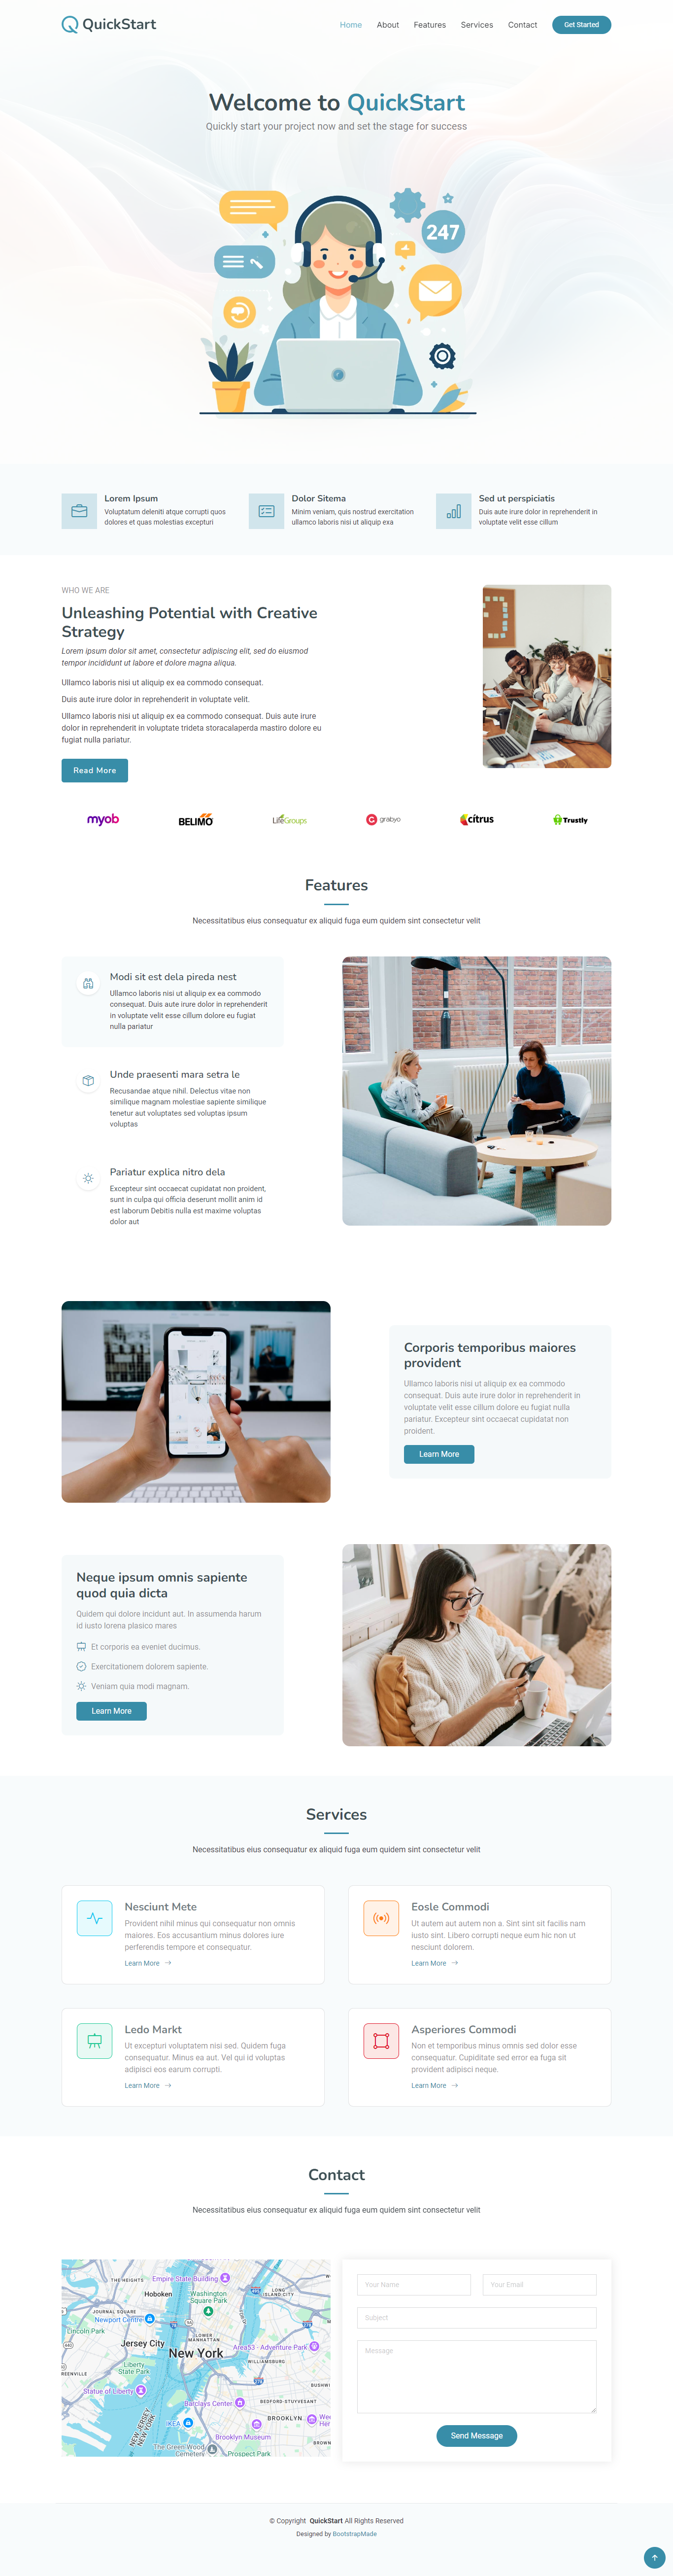 QuickStart
Home About Features Services Contact Get Started
Welcome to QuickStart
Quickly start your project now and set the stage for success
247
Lorem Ipsum
Voluptatum deleniti atque corrupti quos
dolores et quas molestias excepturi
Dolor Sitema
Minim veniam, quis nostrud exercitation
ullamco laboris nisi ut aliquip exa
Sed ut perspiciatis
Duis aute irure dolor in reprehenderit in
voluptate velit esse cillum
WHO WE ARE
Unleashing Potential with Creative
Strategy
Lorem ipsum dolor sit amet, consectetur adipiscing elit, sed do eiusmod
tempor incididunt ut labore et dolore magna aliqua.
Ullamco laboris nisi ut aliquip ex ea commodo consequat.
Duis aute irure dolor in reprehenderit in voluptate velit.
Ullamco laboris nisi ut aliquip ex ea commodo consequat. Duis aute irure
dolor in reprehenderit in voluptate trideta storacalaperda mastiro dolore eu
fugiat nulla pariatur.
Read More
myob BELIMO LifeGroups grabyo citrus Trustly
Features
Necessitatibus eius consequatur ex aliquid fuga eum quidem sint consectetur velit
Modi sit est dela pireda nest
Ullamco laboris nisi ut aliquip ex ea commodo
consequat. Duis aute irure dolor in reprehenderit
in voluptate velit esse cillum dolore eu fugiat
nulla pariatur
Unde praesenti mara setra le
Recusandae atque nihil. Delectus vitae non
similique magnam molestiae sapiente similique
tenetur aut voluptates sed voluptas ipsum
voluptas
Pariatur explica nitro dela
Excepteur sint occaecat cupidatat non proident,
sunt in culpa qui officia deserunt mollit anim id
est laborum Debitis nulla est maxime voluptas
dolor aut
Corporis temporibus maiores
provident
Ullamco laboris nisi ut aliquip ex ea commodo
consequat. Duis aute irure dolor in reprehenderit in
voluptate velit esse cillum dolore eu fugiat nulla
pariatur. Excepteur sint occaecat cupidatat non
proident.
Learn More
Neque ipsum omnis sapiente
quod quia dicta
Quidem qui dolore incidunt aut. In assumenda harum
id iusto lorena plasico mares
Et corporis ea eveniet ducimus.
Exercitationem dolorem sapiente.
Veniam quia modi magnam.
Learn More
Services
Necessitatibus eius consequatur ex aliquid fuga eum quidem sint consectetur velit
Nesciunt Mete
Provident nihil minus qui consequatur non omnis
maiores. Eos accusantium minus dolores iure
perferendis tempore et consequatur.
Learn More
Eosle Commodi
Ut autem aut autem non a. Sint sint sit facilis nam
iusto sint. Libero corrupti neque eum hic non ut
nesciunt dolorem.
Learn More
Ledo Markt
Ut excepturi voluptatem nisi sed. Quidem fuga
consequatur. Minus ea aut. Vel qui id voluptas
adipisci eos earum corrupti.
Learn More
Asperiores Commodi
Non et temporibus minus omnis sed dolor esse
consequatur. Cupiditate sed error ea fuga sit
provident adipisci neque.
Learn More
Contact
Necessitatibus eius consequatur ex aliquid fuga eum quidem sint consectetur velit
Empire State Building
THE HEIGHTS
Hoboken
Washington
Square Park
LONG
ISLAND CITY
JOURNAL SQUARE
Newport Centre
Lincoln Park
Jersey City
LOWER
MANHATTAN
New York
Area53 - Adventure Park
WILLIAMSBURG
Liberty
State Park
Statue of Liberty
Barclays Center
BEDFORD-STUYVESANT
BUSHWI
IKEA
BROOKLYN
NEW JERSEY
NEW YORK
Brooklyn Museum
The Green-Wood
Cemetery
Prospect Park
BROWN
Your Name
Your Email
Subject
Message
Send Message
© Copyright QuickStart All Rights Reserved
Designed by BootstrapMade